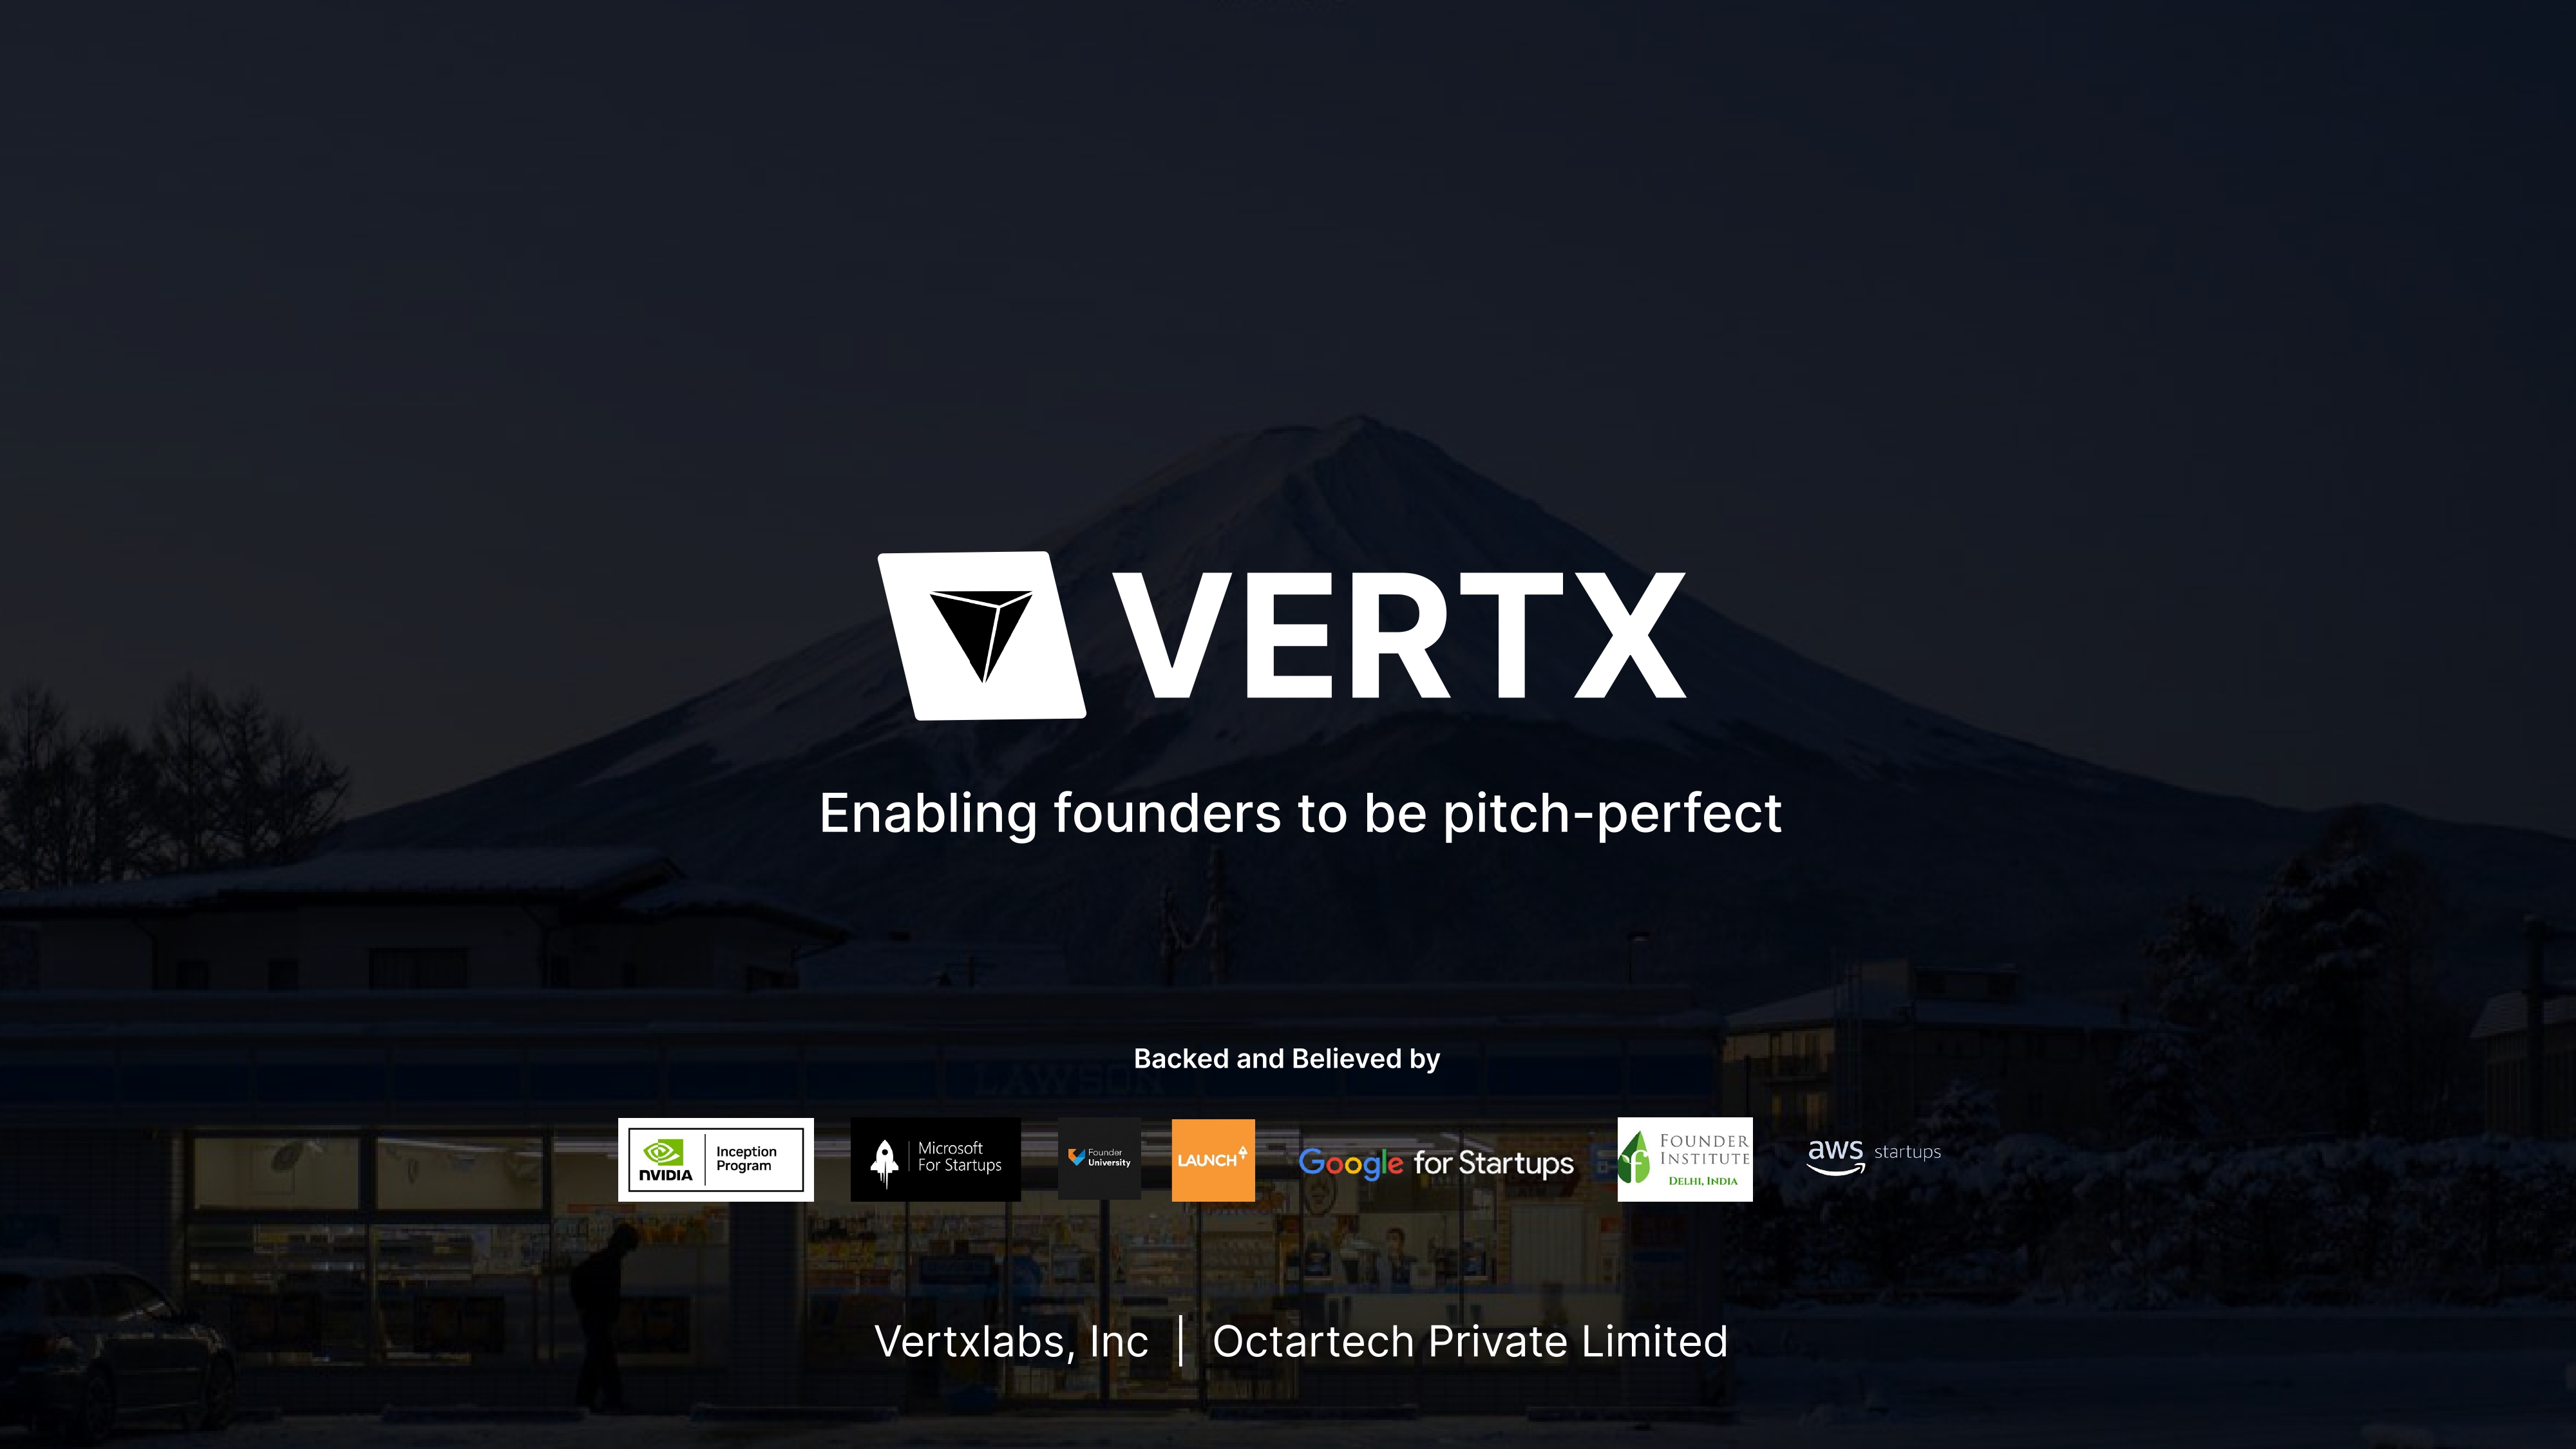 VERTX
Enabling founders to be pitch-perfect
Backed and Believed by
NVIDIA Inception Program
Microsoft For Startups
Founder University
LAUNCH
Google for Startups
FOUNDER INSTITUTE
DELHI, INDIA
aws startups
LAWSON
Vertxlabs, Inc | Octartech Private Limited